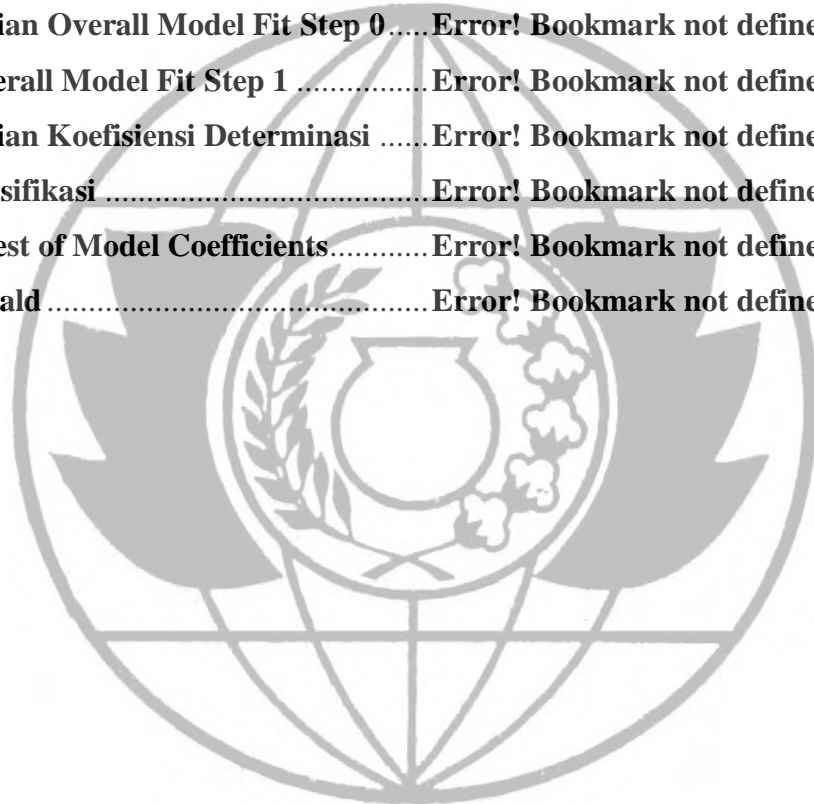 ian Overall Model Fit Step 0.....Error! Bookmark not define
erall Model Fit Step 1 ................Error! Bookmark not define
ian Koefisiensi Determinasi ......Error! Bookmark not define
sifikasi .......................................Error! Bookmark not define
est of Model Coefficients............Error! Bookmark not define
ald..............................................Error! Bookmark not define